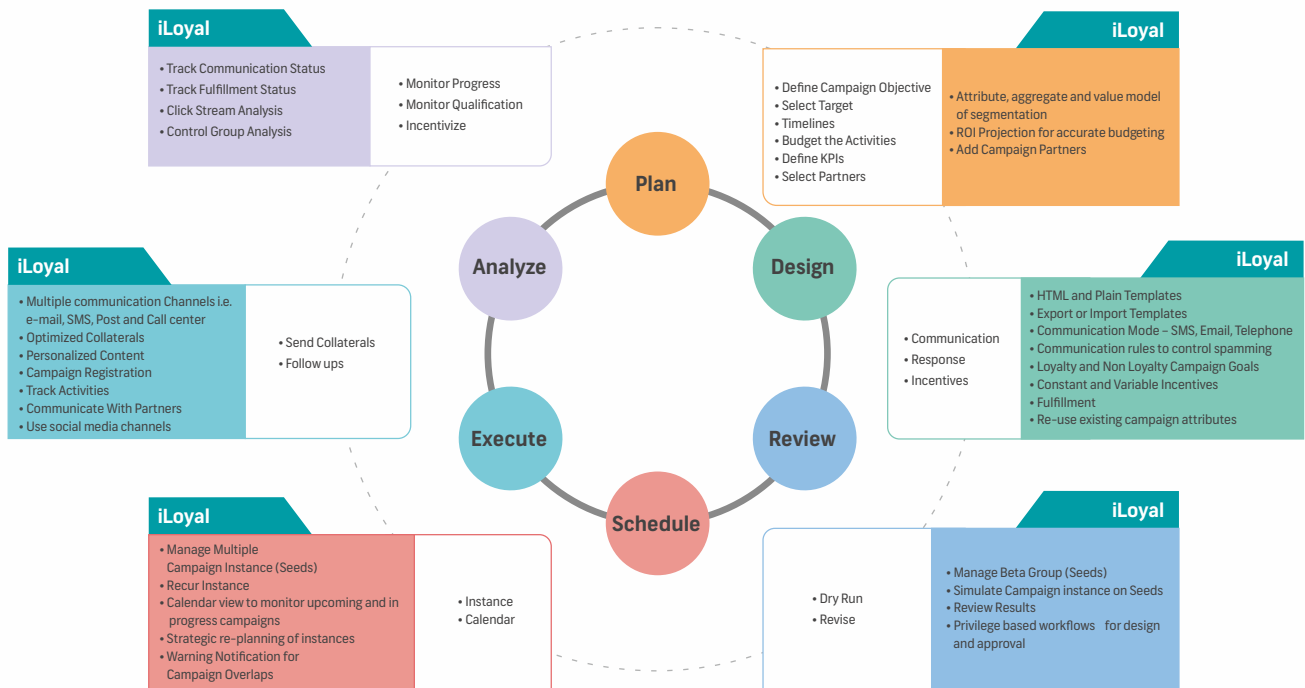 iLoyal
• Track Communication Status
• Track Fulfillment Status
• Click Stream Analysis
• Control Group Analysis
• Monitor Progress
• Monitor Qualification
• Incentivize
iLoyal
• Define Campaign Objective
• Select Target
• Timelines
• Budget the Activities
• Define KPIs
• Select Partners
• Attribute, aggregate and value model
of segmentation
• ROI Projection for accurate budgeting
• Add Campaign Partners
Plan
Analyze
Design
Execute
Review
Schedule
iLoyal
• Multiple communication Channels i.e.
e-mail, SMS, Post and Call center
• Optimized Collaterals
• Personalized Content
• Campaign Registration
• Track Activities
• Communicate With Partners
• Use social media channels
• Send Collaterals
• Follow ups
iLoyal
• Communication
• Response
• Incentives
• HTML and Plain Templates
• Export or Import Templates
• Communication Mode – SMS, Email, Telephone
• Communication rules to control spamming
• Loyalty and Non Loyalty Campaign Goals
• Constant and Variable Incentives
• Fulfillment
• Re-use existing campaign attributes
iLoyal
• Manage Multiple
Campaign Instance (Seeds)
• Recur Instance
• Calendar view to monitor upcoming and in
progress campaigns
• Strategic re-planning of instances
• Warning Notification for
Campaign Overlaps
• Instance
• Calendar
iLoyal
• Dry Run
• Revise
• Manage Beta Group (Seeds)
• Simulate Campaign instance on Seeds
• Review Results
• Privilege based workflows for design
and approval